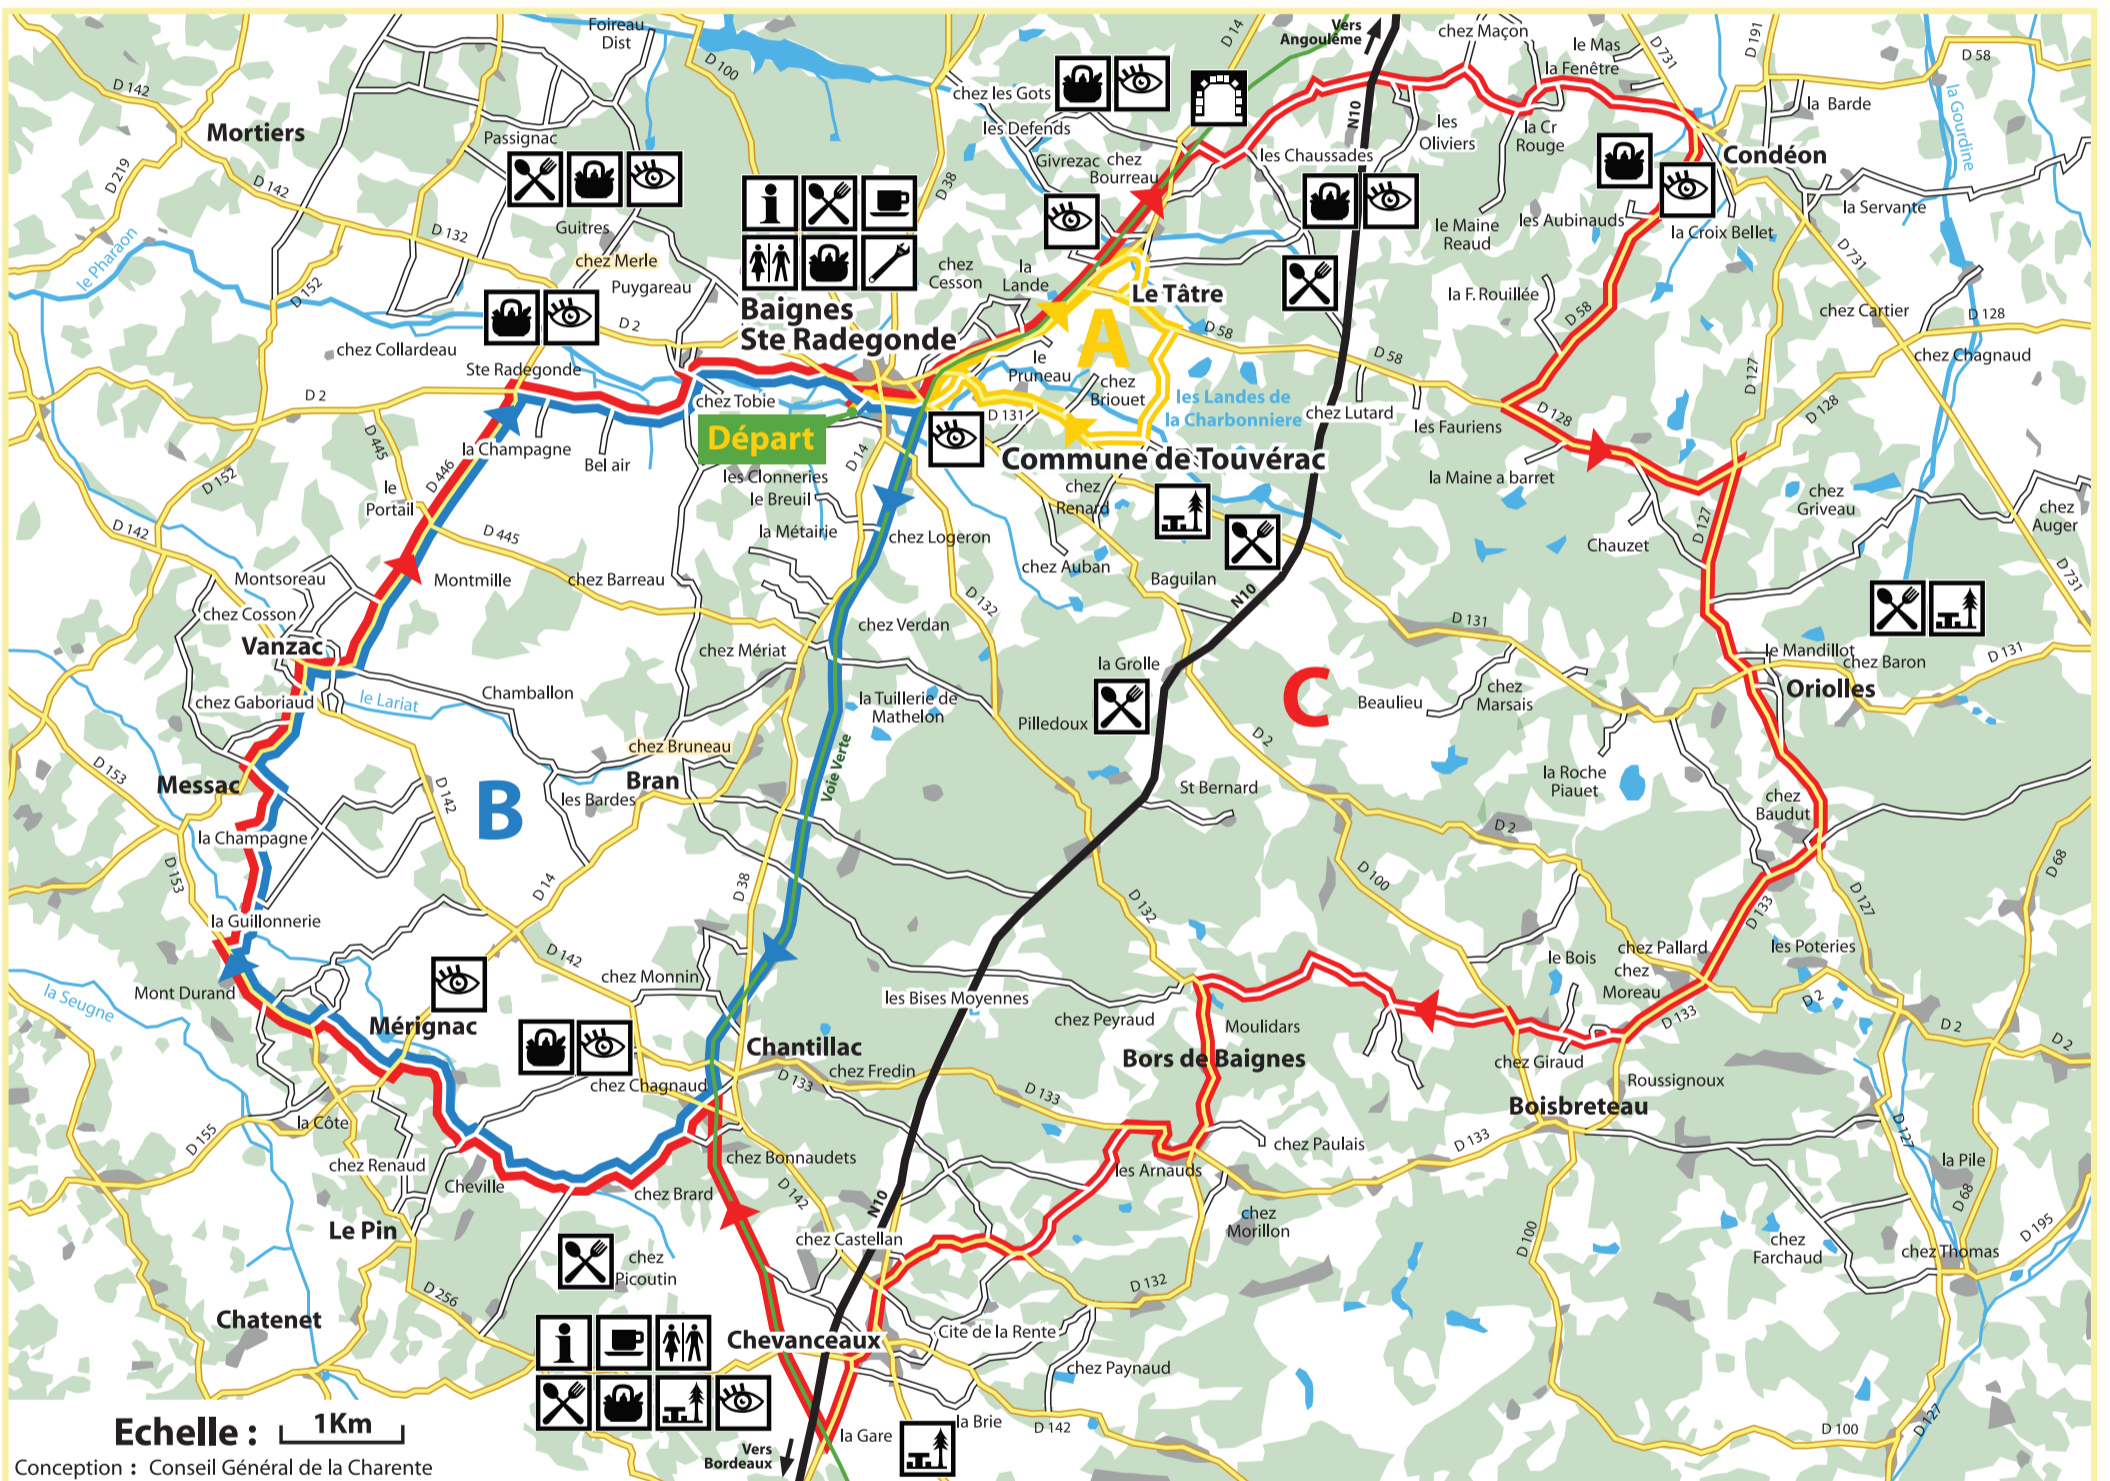 Foireau
Dist
D 100
D 14
Vers
Angoulême
chez Maçon
le Mas
D 731
D 191
D 58
D 142
Mortiers
Passignac
chez les Gots
les Defends
la Fenêtre
la Barde
la Gourdine
D 219
D 142
D 38
Givrezac
chez
Bourreau
N10
les Chaussades
les
Oliviers
la Cr
Rouge
Condéon
le Pharaon
D 132
Guitres
chez Merle
Puygareau
D 152
chez
Cesson
la
Lande
le Maine
Reaud
les Aubinauds
la Croix Bellet
la Servante
D 731
Le Tâtre
la F. Rouillée
D 58
chez Cartier
D 128
Baignes
Ste Radegonde
D 2
chez Collardeau
Ste Radegonde
A
D 58
D 58
chez Chagnaud
le
Pruneau
chez
Briouet
les Landes de
la Charbonniere
D 127
D 128
D 2
chez Tobie
D 131
chez Lutard
D 128
les Fauriens
Départ
D 445
la Champagne
Bel air
D 14
Commune de Touvérac
D 446
D 152
le
Portail
les Clonneries
le Breuil
chez
Renard
la Maine a barret
chez
Griveau
chez
Auger
D 142
D 445
la Métairie
chez Logeron
Chauzet
D 127
Montsoreau
Montmille
chez Barreau
chez Auban
Baguilan
D 731
chez Cosson
D 132
N10
chez Verdan
D 131
Vanzac
chez Mériat
la Grolle
C
le Mandillot
chez Baron
D 131
Oriolles
chez Gaboriaud
le Lariat
Chamballon
la Tuillerie de
Mathelon
Pilledoux
Beaulieu
chez
Marsais
D 2
D 153
Messac
chez Bruneau
Bran
Voie Verte
D 142
B
les Bardes
St Bernard
la Roche
Piauet
chez
Baudut
la Champagne
D 2
D 153
D 14
D 38
D 100
D 68
D 132
D 133
D 127
la Guillonnerie
D 142
chez Monnin
le Bois
chez Pallard
chez
Moreau
les Poteries
la Seugne
Mont Durand
les Bises Moyennes
Mérignac
chez Peyraud
Moulidars
D 133
D 2
D 2
D 2
Chantillac
chez Fredin
Bors de Baignes
chez Giraud
Roussignoux
chez Chagnaud
D 133
D 133
Boisbreteau
D 155
la Côte
chez Bonnaudets
chez Paulais
D 133
D 127
chez Renaud
Cheville
chez Brard
D 142
les Arnauds
la Pile
D 68
Le Pin
N10
chez Castellan
chez
Morillon
D 100
chez
Farchaud
D 195
chez Thomas
chez
Picoutin
D 132
D 256
Chatenet
Chevanceaux
Cite de la Rente
chez Paynaud
Echelle :
1Km
la Brie
D 142
D 100
D 127
la Gare
Vers
Bordeaux
Conception : Conseil Général de la Charente